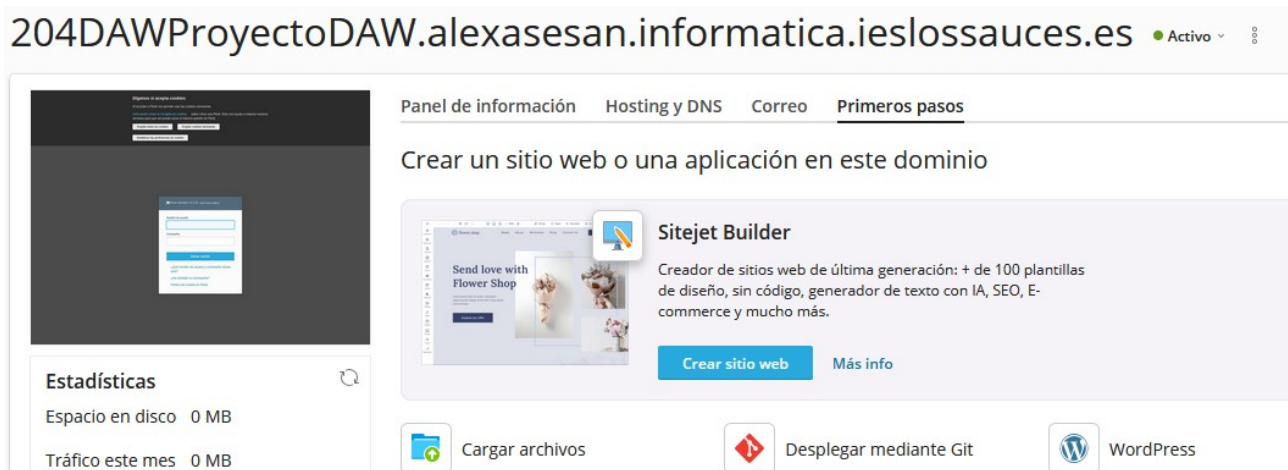 204DAWProyectoDAW.alexasesan.informatica.ieslossauces.es Activo
Panel de información Hosting y DNS Correo Primeros pasos
Crear un sitio web o una aplicación en este dominio
Send love with
Flower Shop
Sitejet Builder
Creador de sitios web de última generación: + de 100 plantillas
de diseño, sin código, generador de texto con IA, SEO, E-
commerce y mucho más.
Crear sitio web Más info
Estadísticas
Espacio en disco 0 MB
Tráfico este mes 0 MB
Cargar archivos Desplegar mediante Git WordPress